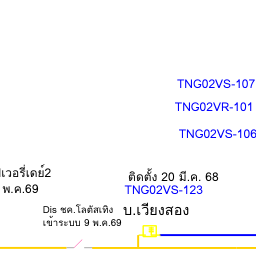 TNG02VS-107
TNG02VR-101
TNG02VS-106
เวอรี่เดย์2
พ.ค.69
ติดตั้ง 20 มี.ค. 68
TNG02VS-123
Dis ชค.โลตัสเทิง
เข้าระบบ 9 พ.ค.69
บ.เวียงสอง